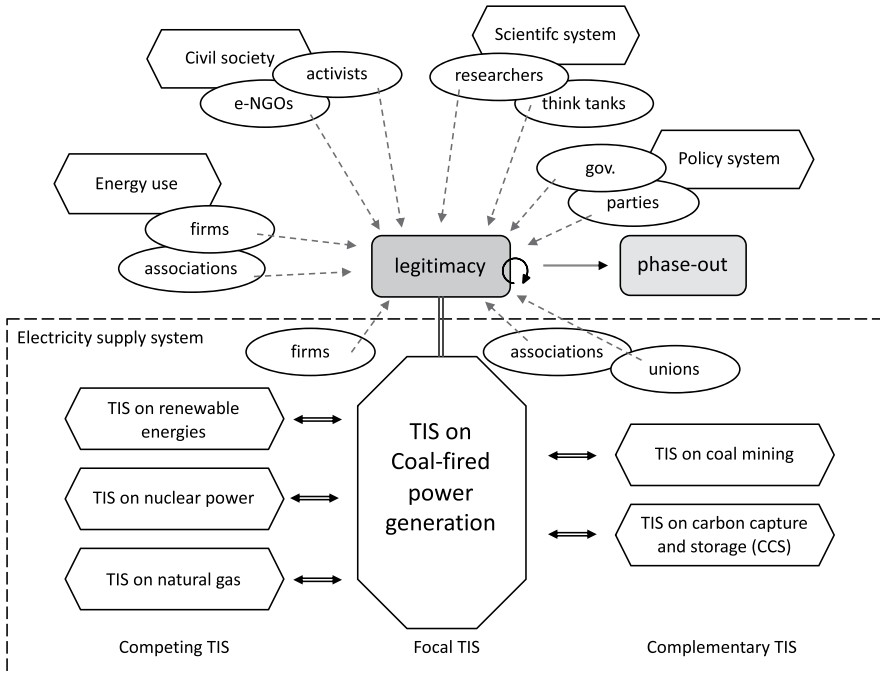 Scientifc system
Civil society
activists
researchers
e-NGOs
think tanks
gov.
Policy system
Energy use
parties
firms
associations
legitimacy
phase-out
Electricity supply system
firms
associations
unions
TIS on renewable
energies
TIS on
Coal-fired
power
generation
TIS on coal mining
TIS on nuclear power
TIS on carbon capture
and storage (CCS)
TIS on natural gas
Competing TIS
Focal TIS
Complementary TIS